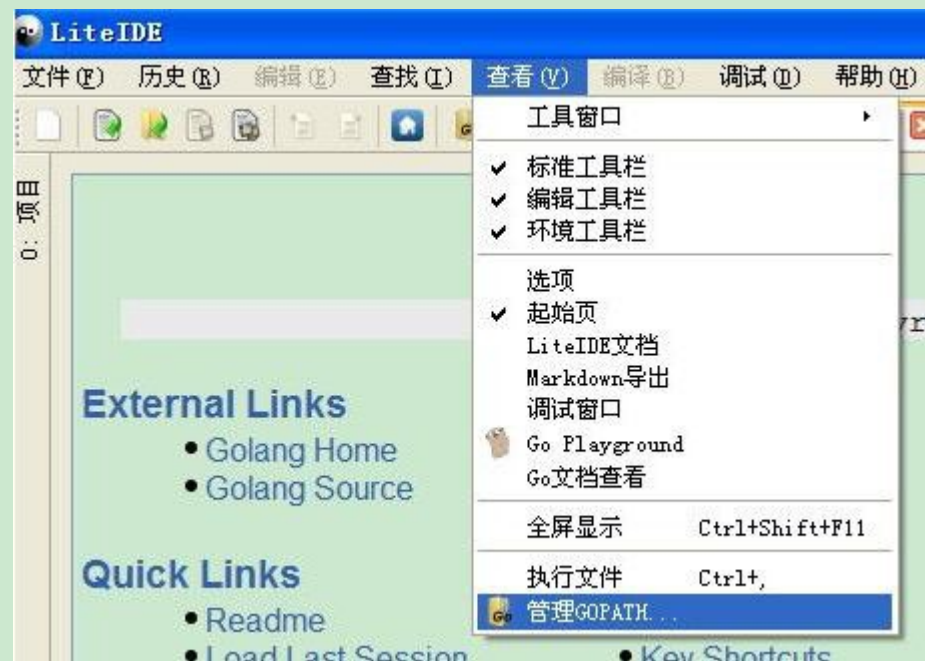 LiteIDE
文件(F) 历史(R) 编辑(E) 查找(I) 查看(V) 编译(B) 调试(D) 帮助(H)
工具窗口
标准工具栏
编辑工具栏
环境工具栏
选项
起始页
LiteIDE文档
Markdown导出
调试窗口
Go Playground
Go文档查看
全屏显示 Ctrl+Shift+F11
执行文件 Ctrl+,
管理GOPATH...
0: 项目
External Links
Golang Home
Golang Source
Quick Links
Readme
Load Last Session
Key Shortcuts